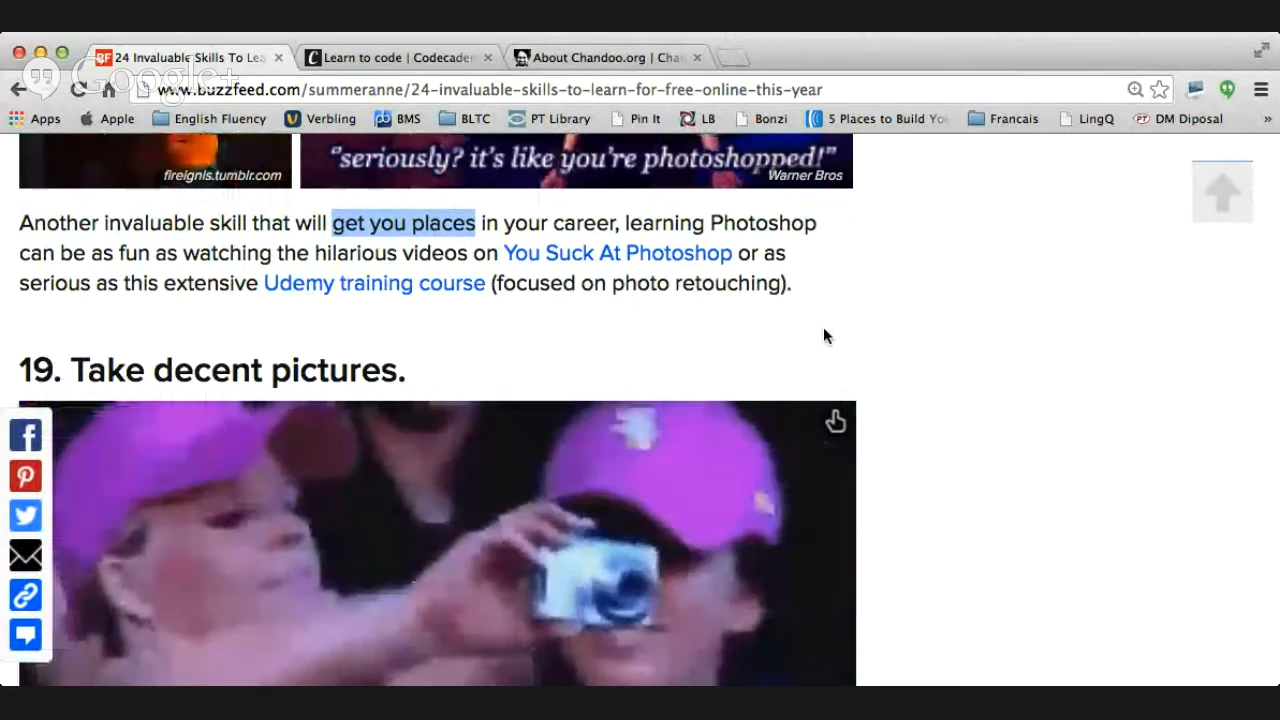 24 Invaluable Skills To Lea
Learn to code | Codecader
About Chandoo.org | Cha
Google+
www.buzzfeed.com/summeranne/24-invaluable-skills-to-learn-for-free-online-this-year
Apps Apple English Fluency Verbling BMS BLTC PT Library Pin It LB Bonzi 5 Places to Build Yo Francais LingQ DM Diposal »
fireignis.tumblr.com
"seriously? it's like you're photoshopped!"
Warner Bros
Another invaluable skill that will get you places in your career, learning Photoshop
can be as fun as watching the hilarious videos on You Suck At Photoshop or as
serious as this extensive Udemy training course (focused on photo retouching).
19. Take decent pictures.